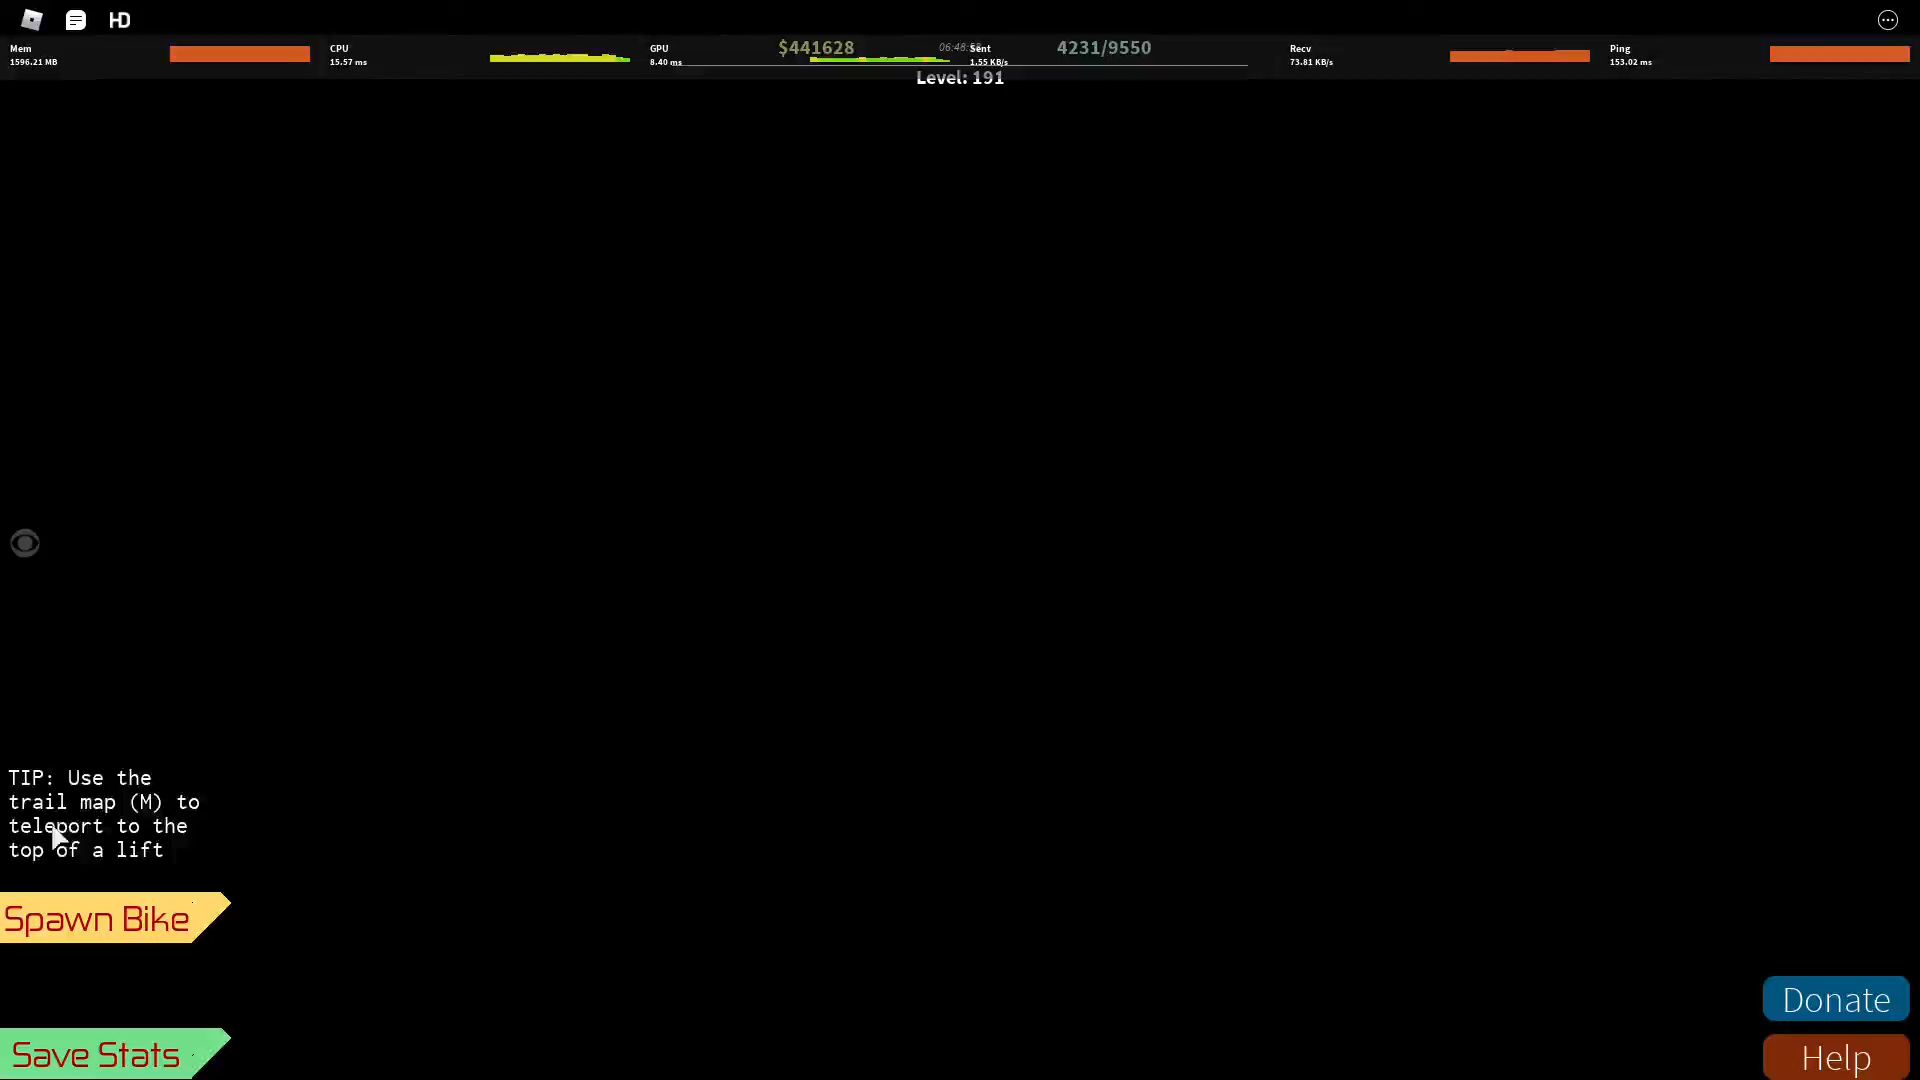 HD
Mem
1596.21 MB
CPU
15.57 ms
GPU
8.40 ms
$441628
Sent
1.55 KB/s
4231/9550
Recv
73.81 KB/s
Ping
153.02 ms
Level: 191
TIP: Use the
trail map (M) to
teleport to the
top of a lift
Spawn Bike
Save Stats
Donate
Help